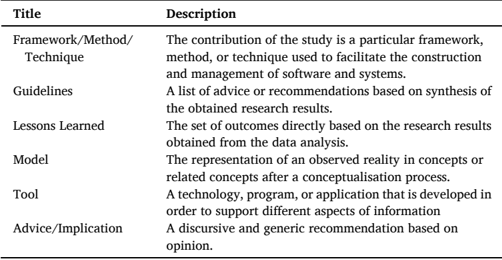 Title Description
Framework/Method/ The contribution of the study is a particular framework,
Technique method, or technique used to facilitate the construction
and management of software and systems.
Guidelines A list of advice or recommendations based on synthesis of
the obtained research results.
Lessons Learned The set of outcomes directly based on the research results
obtained from the data analysis.
Model The representation of an observed reality in concepts or
related concepts after a conceptualisation process.
Tool A technology, program, or application that is developed in
order to support different aspects of information
Advice/Implication A discursive and generic recommendation based on
opinion.